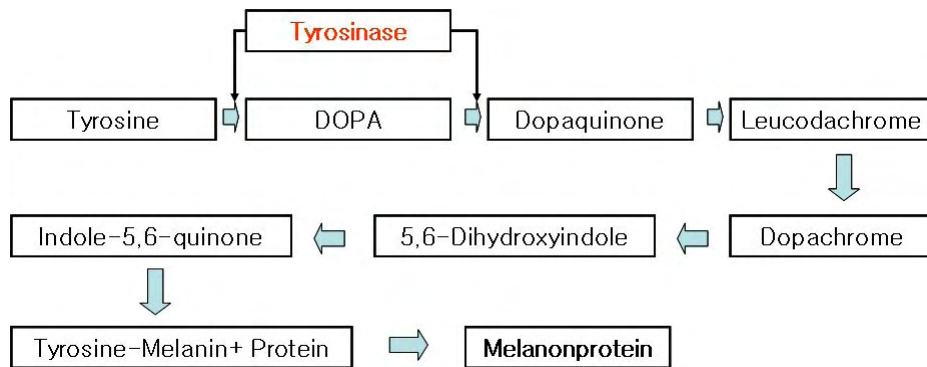 Tyrosinase
Tyrosine
DOPA
Dopaquinone
Leucodachrome
Indole-5,6-quinone
5,6-Dihydroxyindole
Dopachrome
Tyrosine-Melanin+ Protein
Melanonprotein